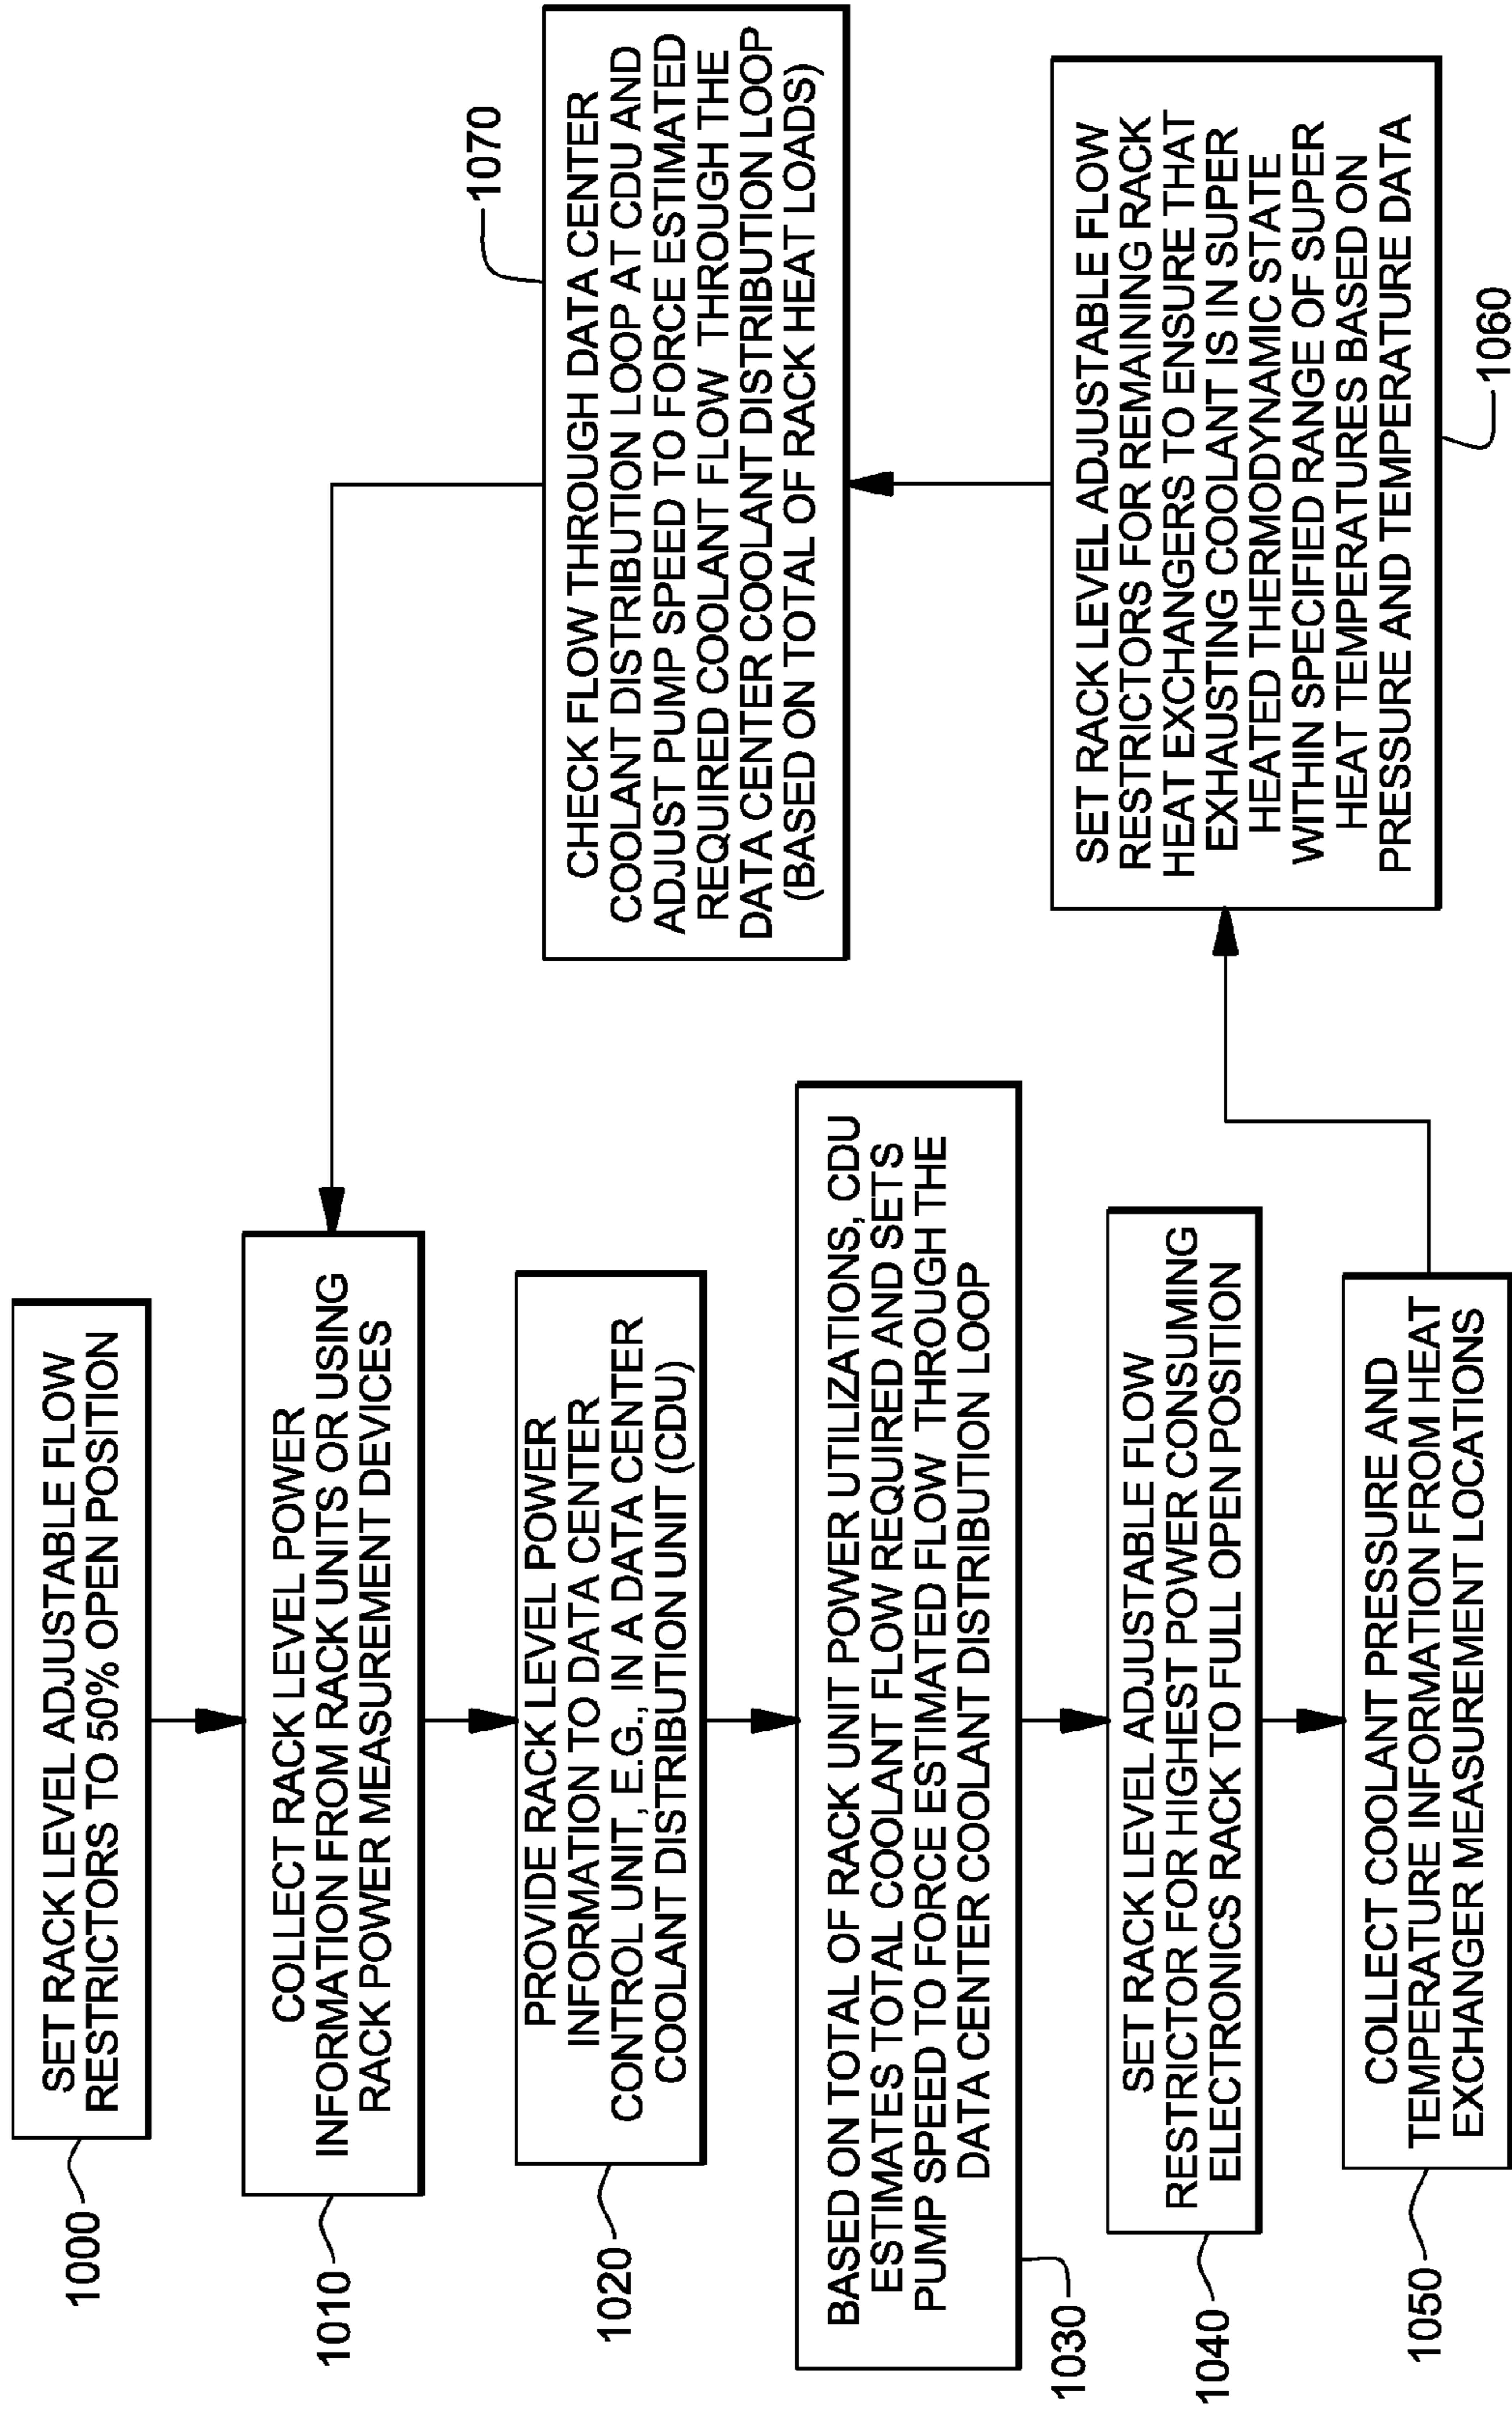 SET RACK LEVEL ADJUSTABLE FLOW
RESTRICTORS TO 50% OPEN POSITION
1000
COLLECT RACK LEVEL POWER
INFORMATION FROM RACK UNITS OR USING
RACK POWER MEASUREMENT DEVICES
1010
PROVIDE RACK LEVEL POWER
INFORMATION TO DATA CENTER
CONTROL UNIT, E.G., IN A DATA CENTER
COOLANT DISTRIBUTION UNIT (CDU)
1020
BASED ON TOTAL OF RACK UNIT POWER UTILIZATIONS, CDU
ESTIMATES TOTAL COOLANT FLOW REQUIRED AND SETS
PUMP SPEED TO FORCE ESTIMATED FLOW THROUGH THE
DATA CENTER COOLANT DISTRIBUTION LOOP
1030
SET RACK LEVEL ADJUSTABLE FLOW
RESTRICTOR FOR HIGHEST POWER CONSUMING
ELECTRONICS RACK TO FULL OPEN POSITION
1040
COLLECT COOLANT PRESSURE AND
TEMPERATURE INFORMATION FROM HEAT
EXCHANGER MEASUREMENT LOCATIONS
1050
SET RACK LEVEL ADJUSTABLE FLOW
RESTRICTORS FOR REMAINING RACK
HEAT EXCHANGERS TO ENSURE THAT
EXHAUSTING COOLANT IS IN SUPER
HEATED THERMODYNAMIC STATE
WITHIN SPECIFIED RANGE OF SUPER
HEAT TEMPERATURES BASED ON
PRESSURE AND TEMPERATURE DATA
1060
CHECK FLOW THROUGH DATA CENTER
COOLANT DISTRIBUTION LOOP AT CDU AND
ADJUST PUMP SPEED TO FORCE ESTIMATED
REQUIRED COOLANT FLOW THROUGH THE
DATA CENTER COOLANT DISTRIBUTION LOOP
(BASED ON TOTAL OF RACK HEAT LOADS)
1070